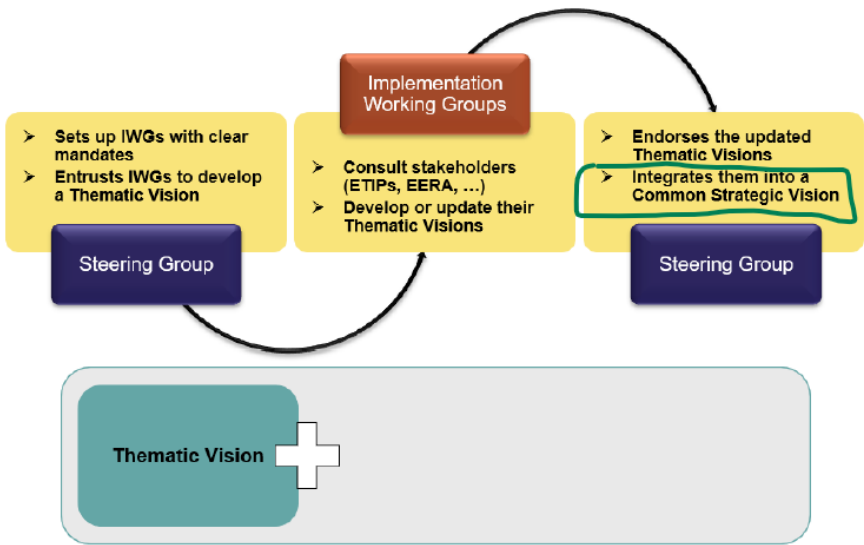 Implementation
Working Groups
➢ Sets up IWGs with clear
mandates
➢ Entrusts IWGs to develop
a Thematic Vision
Steering Group
➢ Consult stakeholders
(ETIPs, EERA, …)
➢ Develop or update their
Thematic Visions
➢ Endorses the updated
Thematic Visions
➢ Integrates them into a
Common Strategic Vision
Steering Group
Thematic Vision